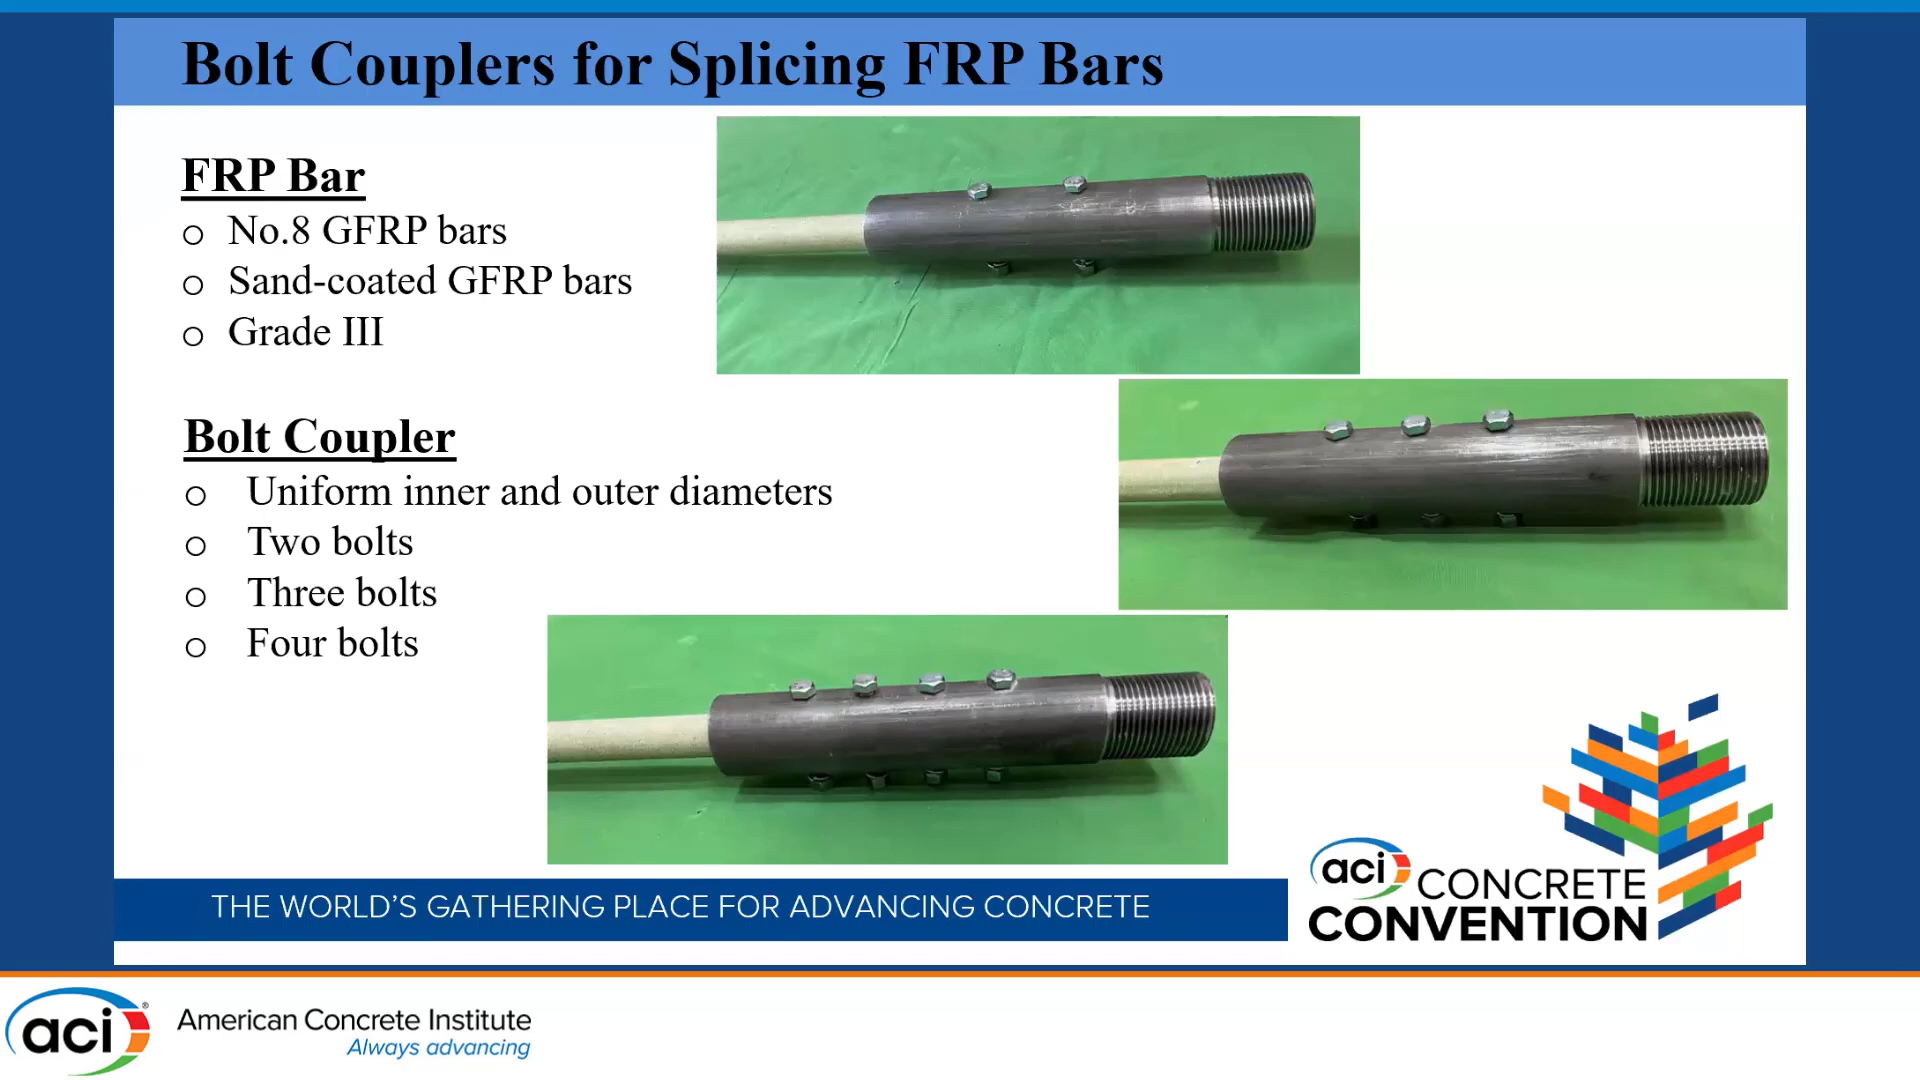 Bolt Couplers for Splicing FRP Bars
FRP Bar
No.8 GFRP bars
Sand-coated GFRP bars
Grade III
Bolt Coupler
Uniform inner and outer diameters
Two bolts
Three bolts
Four bolts
THE WORLD'S GATHERING PLACE FOR ADVANCING CONCRETE
aci CONCRETE
CONVENTION
aci®
American Concrete Institute
Always advancing